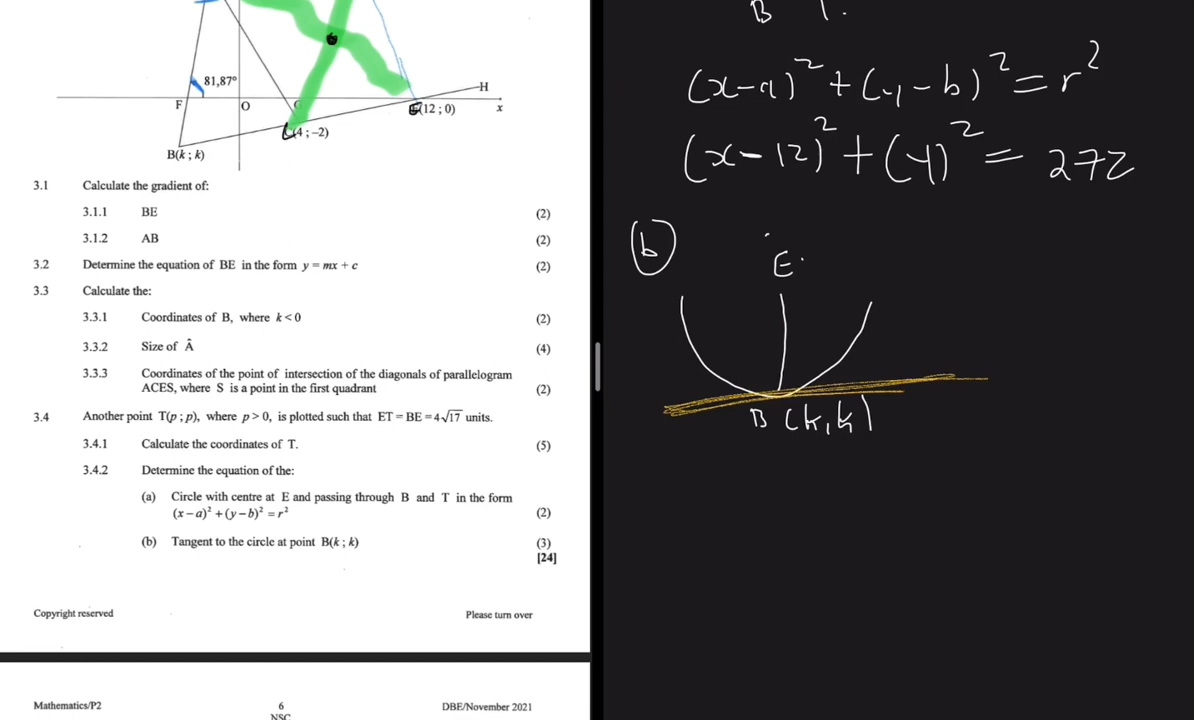 81,87°
H
F
O
(12 ; 0)
x
(4 ; −2)
B(k ; k)
3.1 Calculate the gradient of:
3.1.1 BE (2)
3.1.2 AB (2)
3.2 Determine the equation of BE in the form y = mx + c (2)
3.3 Calculate the:
3.3.1 Coordinates of B, where k < 0 (2)
3.3.2 Size of Â (4)
3.3.3 Coordinates of the point of intersection of the diagonals of parallelogram
ACES, where S is a point in the first quadrant (2)
3.4 Another point T(p ; p), where p > 0, is plotted such that ET = BE = 4√17 units.
3.4.1 Calculate the coordinates of T. (5)
3.4.2 Determine the equation of the:
(a) Circle with centre at E and passing through B and T in the form
(x − a)² + (y − b)² = r² (2)
(b) Tangent to the circle at point B(k ; k) (3)
[24]
Copyright reserved Please turn over
Mathematics/P2 6 DBE/November 2021
NSC
(x-a)² + (y-b)² = r²
(x-12)² + (y)² = 272
b
E
B (k, k)